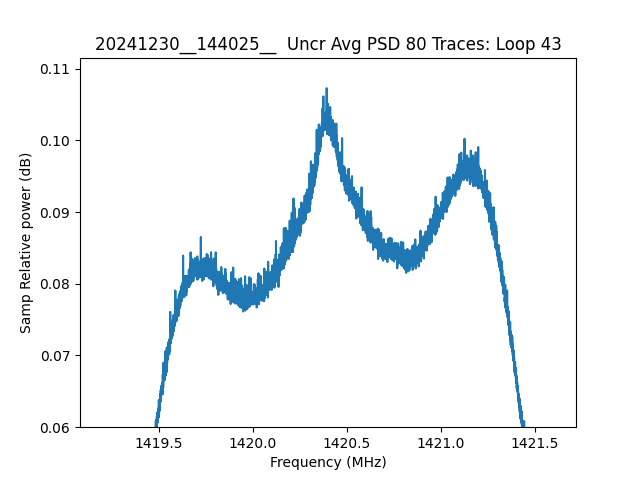 20241230__144025__  Uncr Avg PSD 80 Traces: Loop 43
0.11
0.10
0.09
0.08
0.07
0.06
Samp Relative power (dB)
1419.5 1420.0 1420.5 1421.0 1421.5
Frequency (MHz)